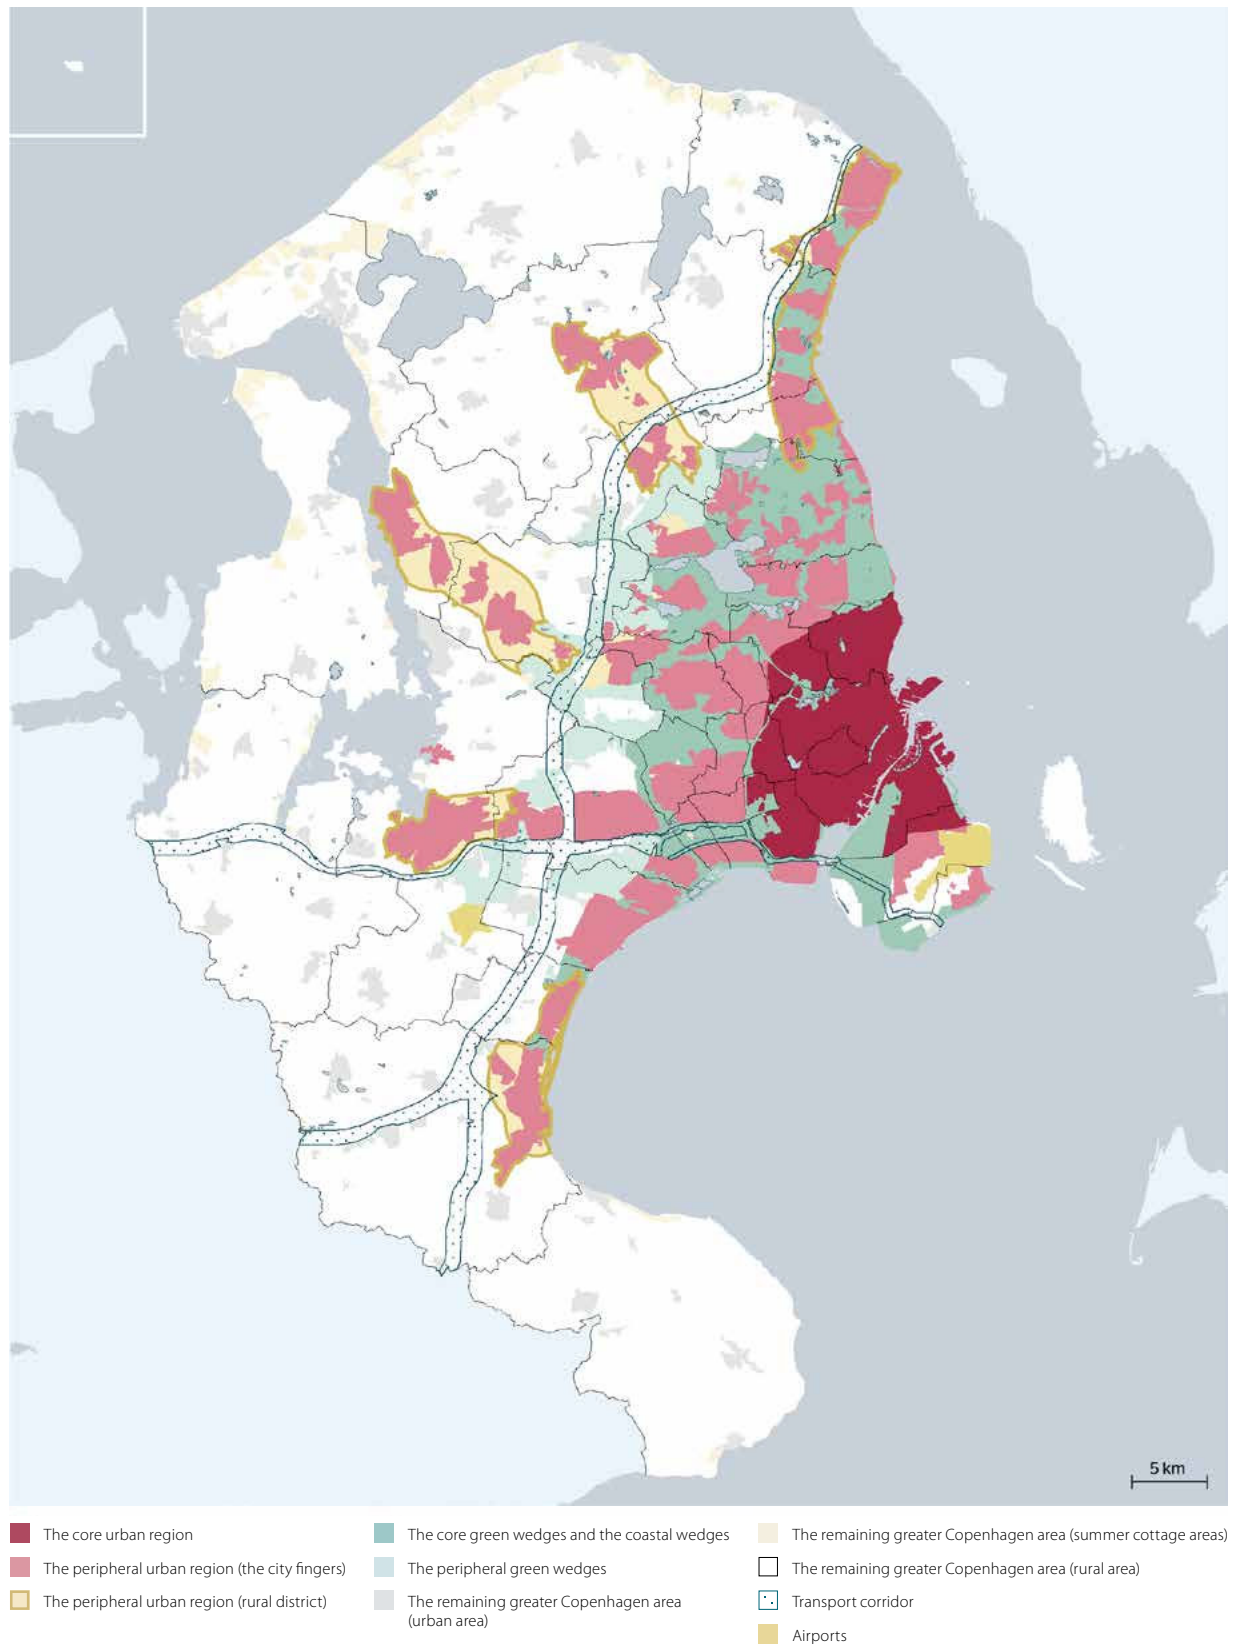 5 km
The core urban region
The peripheral urban region (the city fingers)
The peripheral urban region (rural district)
The core green wedges and the coastal wedges
The peripheral green wedges
The remaining greater Copenhagen area
(urban area)
The remaining greater Copenhagen area (summer cottage areas)
The remaining greater Copenhagen area (rural area)
Transport corridor
Airports